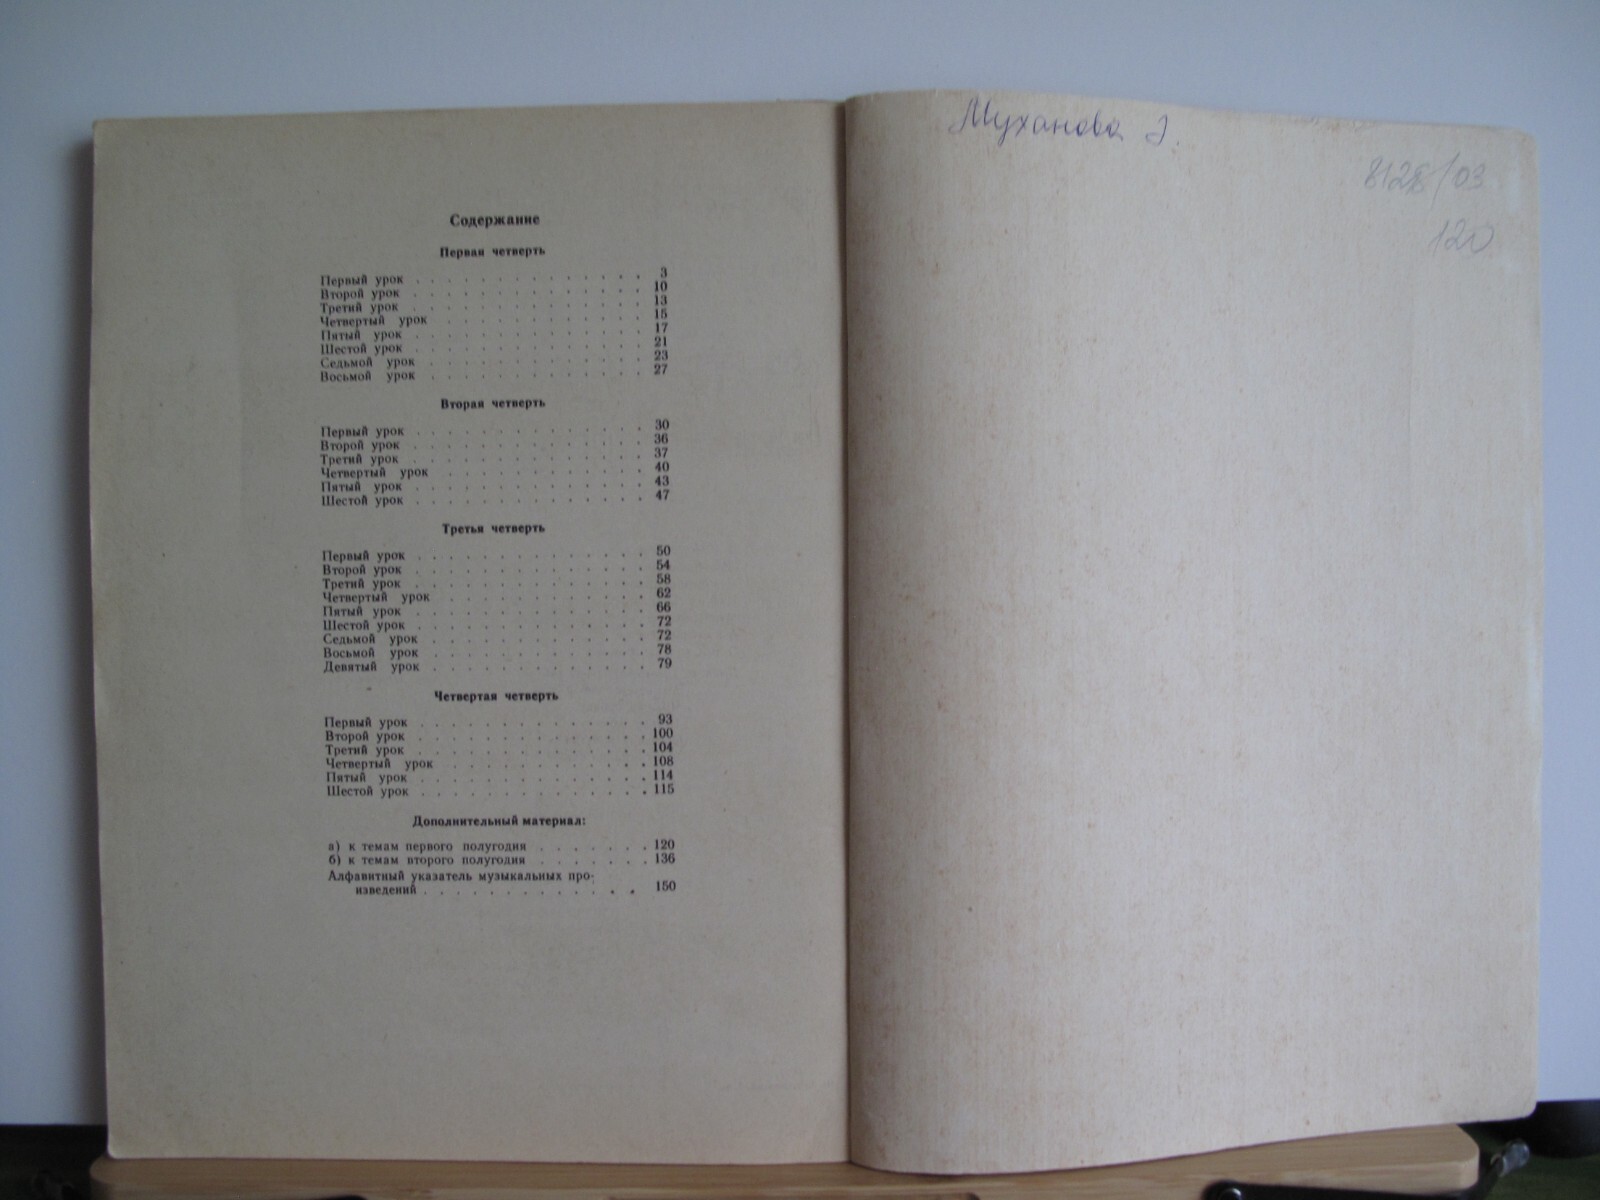 Содержание
Первая четверть
Первый урок . . . . . . . . . . . . . . 3
Второй урок . . . . . . . . . . . . . . 10
Третий урок . . . . . . . . . . . . . . 13
Четвертый урок . . . . . . . . . . . . 15
Пятый урок . . . . . . . . . . . . . . 17
Шестой урок . . . . . . . . . . . . . . 21
Седьмой урок . . . . . . . . . . . . . 23
Восьмой урок . . . . . . . . . . . . . 27
Вторая четверть
Первый урок . . . . . . . . . . . . . . 30
Второй урок . . . . . . . . . . . . . . 36
Третий урок . . . . . . . . . . . . . . 37
Четвертый урок . . . . . . . . . . . . 40
Пятый урок . . . . . . . . . . . . . . 43
Шестой урок . . . . . . . . . . . . . . 47
Третья четверть
Первый урок . . . . . . . . . . . . . . 50
Второй урок . . . . . . . . . . . . . . 54
Третий урок . . . . . . . . . . . . . . 58
Четвертый урок . . . . . . . . . . . . 62
Пятый урок . . . . . . . . . . . . . . 66
Шестой урок . . . . . . . . . . . . . . 72
Седьмой урок . . . . . . . . . . . . . 72
Восьмой урок . . . . . . . . . . . . . 78
Девятый урок . . . . . . . . . . . . . 79
Четвертая четверть
Первый урок . . . . . . . . . . . . . . 93
Второй урок . . . . . . . . . . . . . . 100
Третий урок . . . . . . . . . . . . . . 104
Четвертый урок . . . . . . . . . . . . 108
Пятый урок . . . . . . . . . . . . . . 114
Шестой урок . . . . . . . . . . . . . . 115
Дополнительный материал:
а) к темам первого полугодия . . . . . . . 120
б) к темам второго полугодия . . . . . . . 136
Алфавитный указатель музыкальных про-
изведений . . . . . . . . . . . . . 150
Муханова З.
8128/03
120